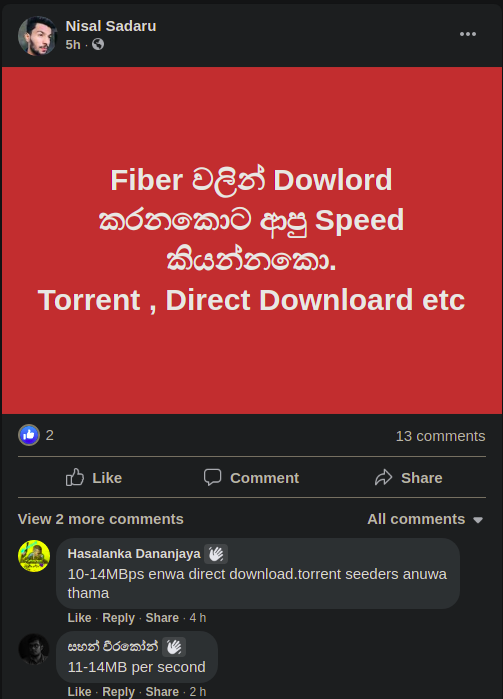 Nisal Sadaru
5h ·
Fiber වලින් Dowlord
කරනකොට ආපු Speed
කියන්නකො.
Torrent , Direct Downloard etc
2
13 comments
Like
Comment
Share
View 2 more comments
All comments
Hasalanka Dananjaya
10-14MBps enwa direct download.torrent seeders anuwa
thama
Like · Reply · Share · 4 h
සහන් වීරකෝන්
11-14MB per second
Like · Reply · Share · 2 h